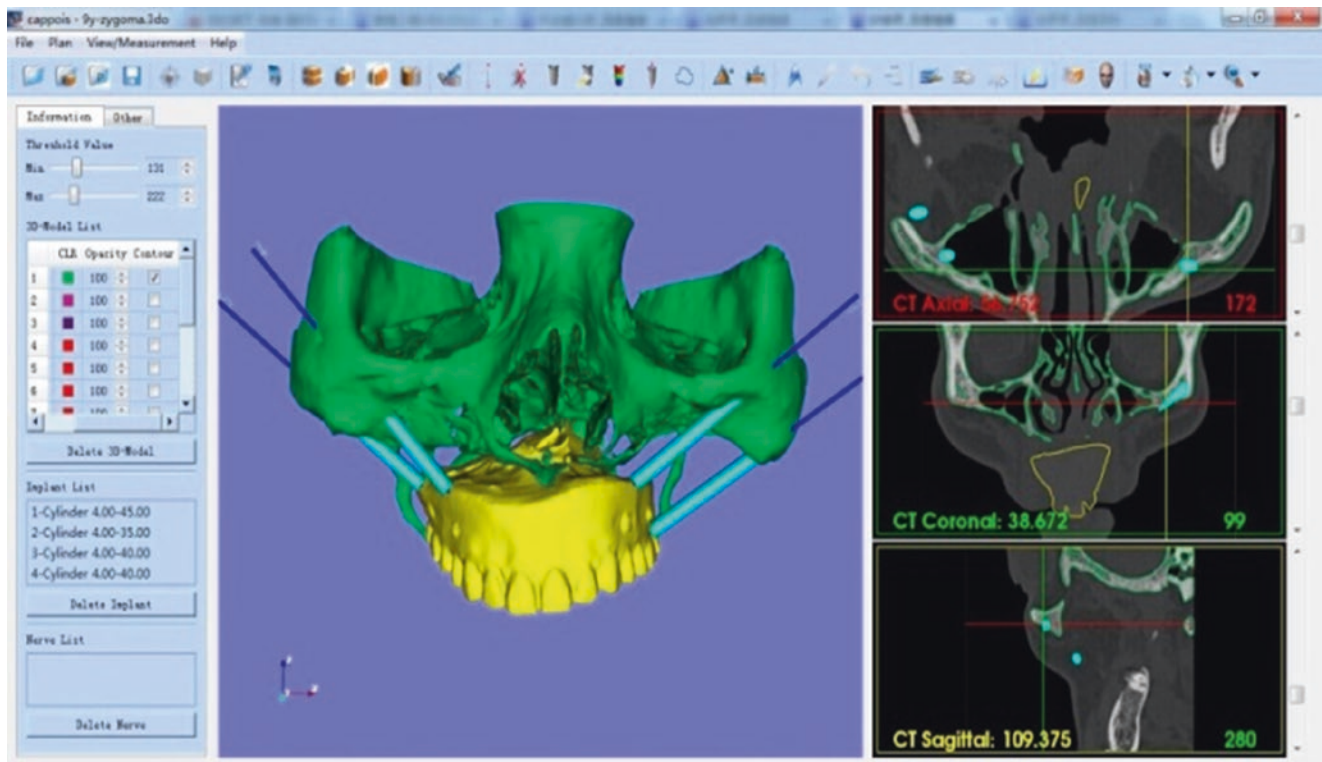 cappois - 9y-zygoma.3do
File Plan View/Measurement Help
Information Other
Threshold Value
Min 131
Max 222
3D-Model List
CLR Opacity Contour
1 100
2 100
3 100
4 100
5 100
6 100
7 100
Delete 3D-Model
Implant List
1-Cylinder 4.00-45.00
2-Cylinder 4.00-35.00
3-Cylinder 4.00-40.00
4-Cylinder 4.00-40.00
Delete Implant
Nerve List
Delete Nerve
CT Axial: 172
CT Coronal: 38.672 99
CT Sagittal: 109.375 280